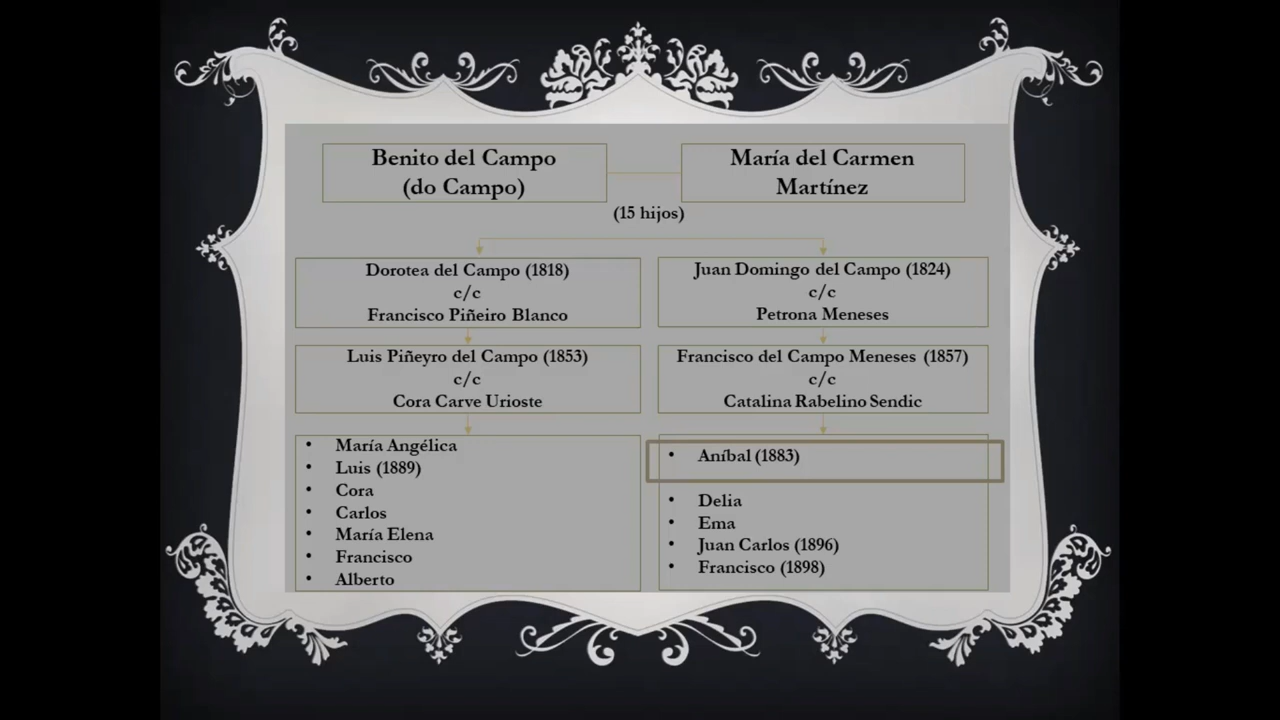 Benito del Campo
(do Campo)
María del Carmen
Martínez
(15 hijos)
Dorotea del Campo (1818)
c/c
Francisco Piñeiro Blanco
Juan Domingo del Campo (1824)
c/c
Petrona Meneses
Luis Piñeyro del Campo (1853)
c/c
Cora Carve Urioste
Francisco del Campo Meneses (1857)
c/c
Catalina Rabelino Sendic
• María Angélica
• Luis (1889)
• Cora
• Carlos
• María Elena
• Francisco
• Alberto
• Aníbal (1883)
• Delia
• Ema
• Juan Carlos (1896)
• Francisco (1898)